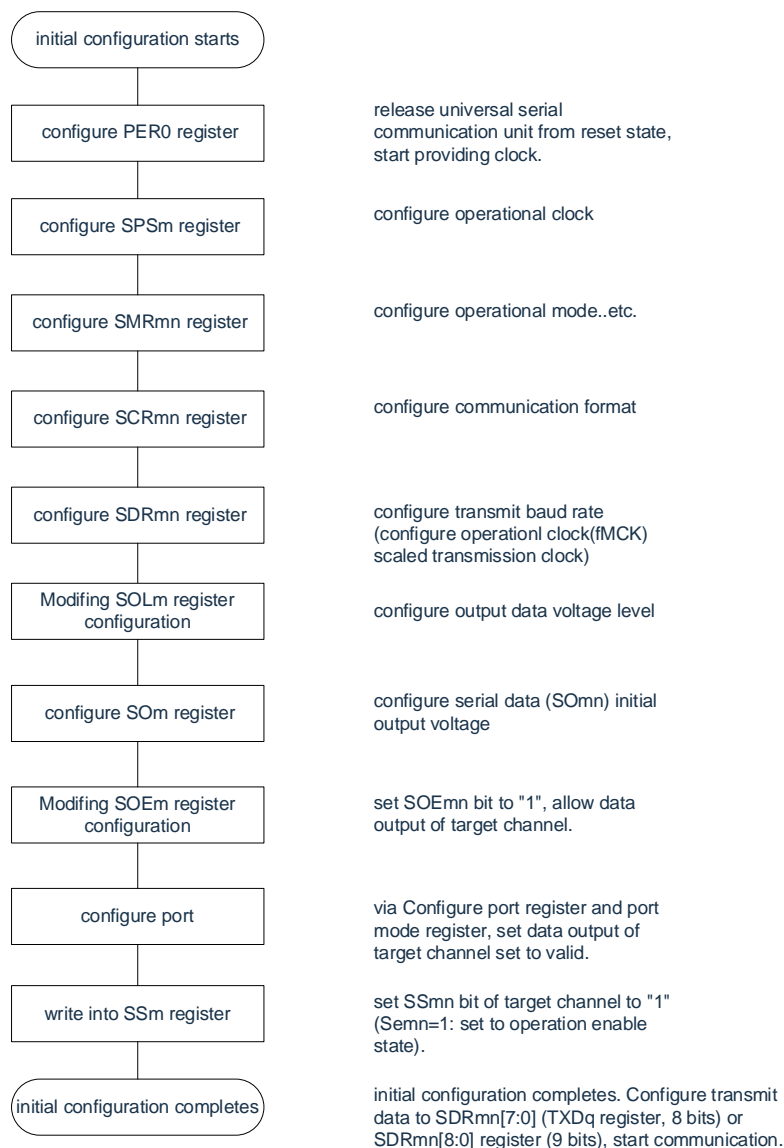 initial configuration starts
configure PER0 register
release universal serial
communication unit from reset state,
start providing clock.
configure SPSm register
configure operational clock
configure SMRmn register
configure operational mode..etc.
configure SCRmn register
configure communication format
configure SDRmn register
configure transmit baud rate
(configure operationl clock(fMCK)
scaled transmission clock)
Modifing SOLm register
configuration
configure output data voltage level
configure SOm register
configure serial data (SOmn) initial
output voltage
Modifing SOEm register
configuration
set SOEmn bit to "1", allow data
output of target channel.
configure port
via Configure port register and port
mode register, set data output of
target channel set to valid.
write into SSm register
set SSmn bit of target channel to "1"
(Semn=1: set to operation enable
state).
initial configuration completes
initial configuration completes. Configure transmit
data to SDRmn[7:0] (TXDq register, 8 bits) or
SDRmn[8:0] register (9 bits), start communication.